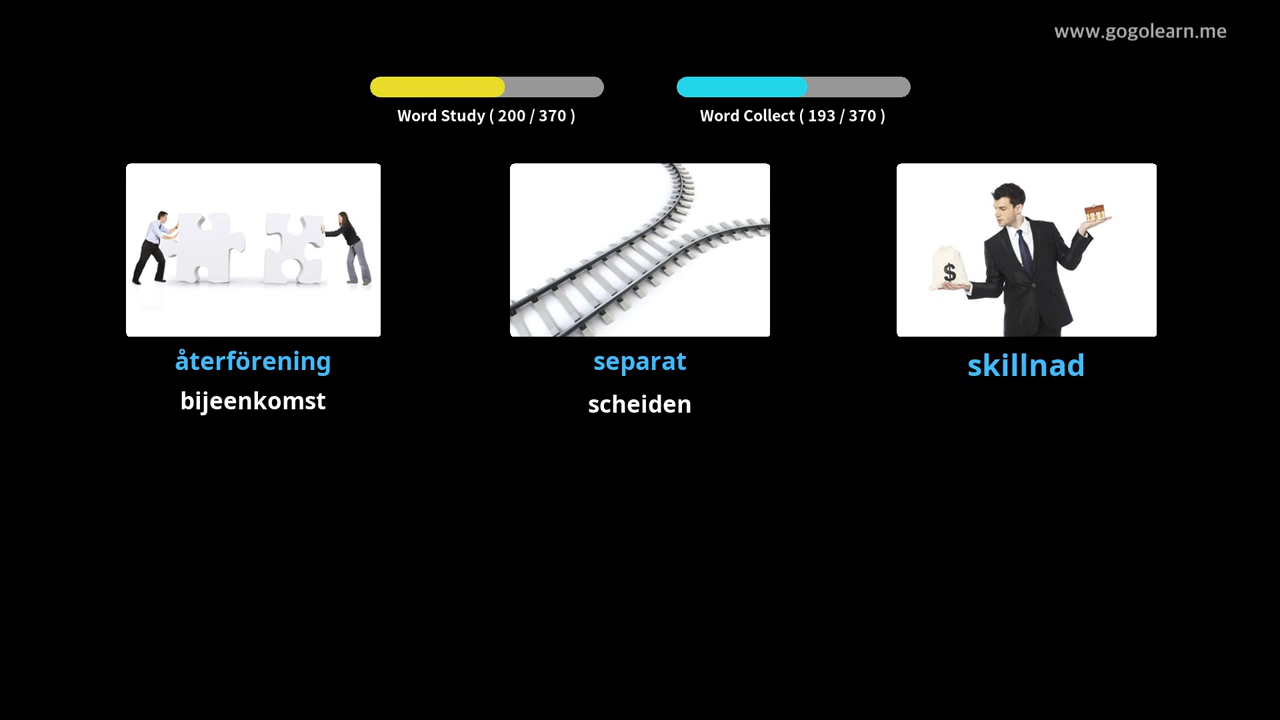 www.gogolearn.me
Word Study ( 200 / 370 )
Word Collect ( 193 / 370 )
$
återförening
separat
skillnad
bijeenkomst
scheiden